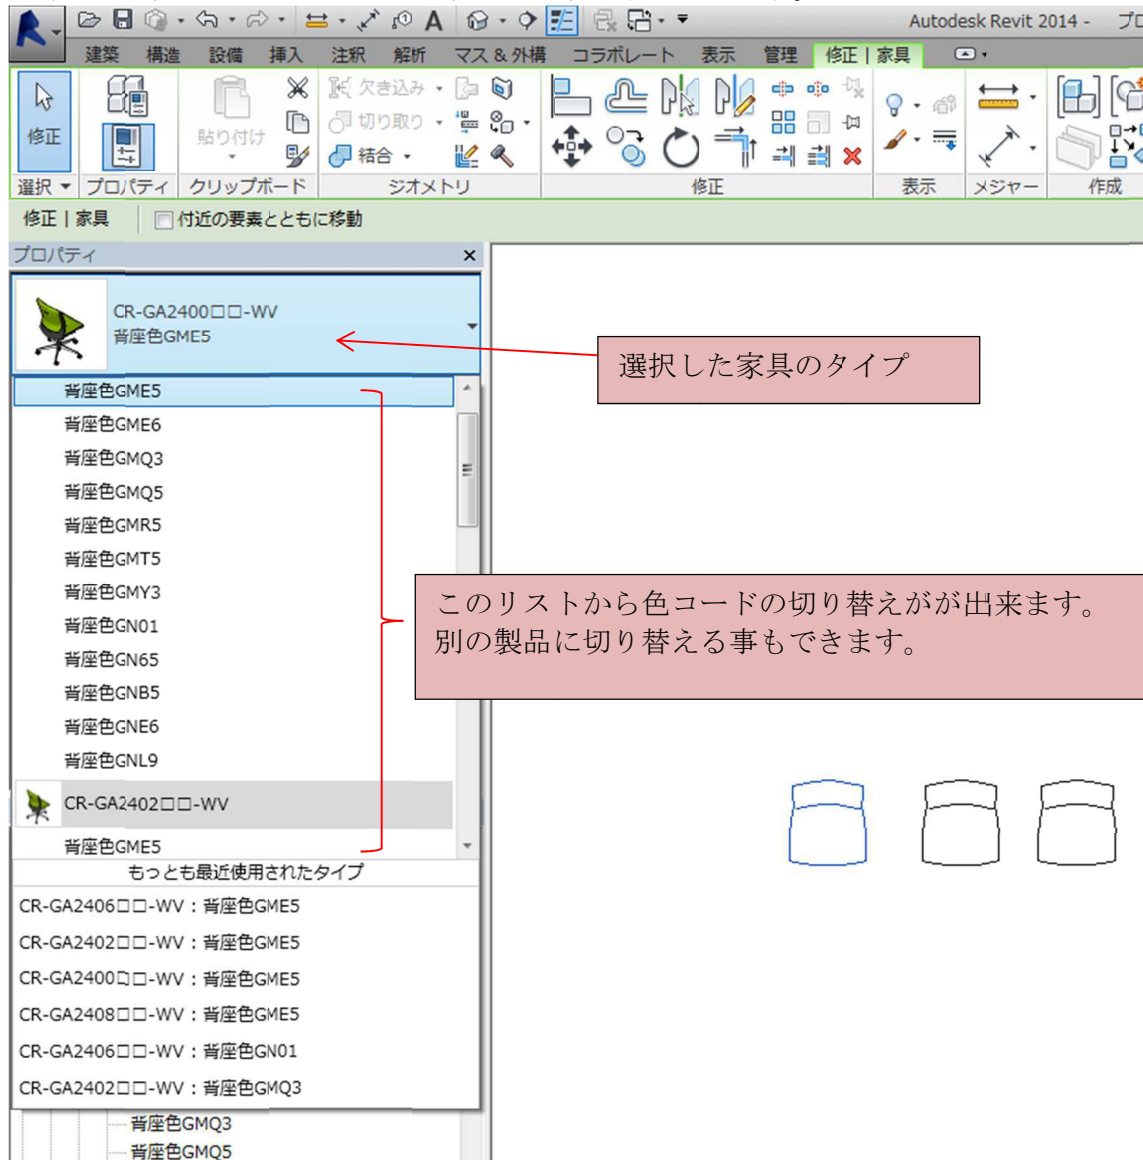 Autodesk Revit 2014 - プロ
建築 構造 設備 挿入 注釈 解析 マス & 外構 コラボレート 表示 管理 修正 | 家具
修正
貼り付け
欠き込み
切り取り
結合
選択 プロパティ クリップボード ジオメトリ 修正 表示 メジャー 作成
修正 | 家具 付近の要素とともに移動
プロパティ
CR-GA2400□□-WV
背座色GME5
選択した家具のタイプ
背座色GME5
背座色GME6
背座色GMQ3
背座色GMQ5
背座色GMR5
背座色GMT5
背座色GMY3
背座色GN01
背座色GN65
背座色GNB5
背座色GNE6
背座色GNL9
このリストから色コードの切り替えがが出来ます。
別の製品に切り替える事もできます。
CR-GA2402□□-WV
背座色GME5
もっとも最近使用されたタイプ
CR-GA2406□□-WV : 背座色GME5
CR-GA2402□□-WV : 背座色GME5
CR-GA2400□□-WV : 背座色GME5
CR-GA2408□□-WV : 背座色GME5
CR-GA2406□□-WV : 背座色GN01
CR-GA2402□□-WV : 背座色GMQ3
背座色GMQ3
背座色GMQ5